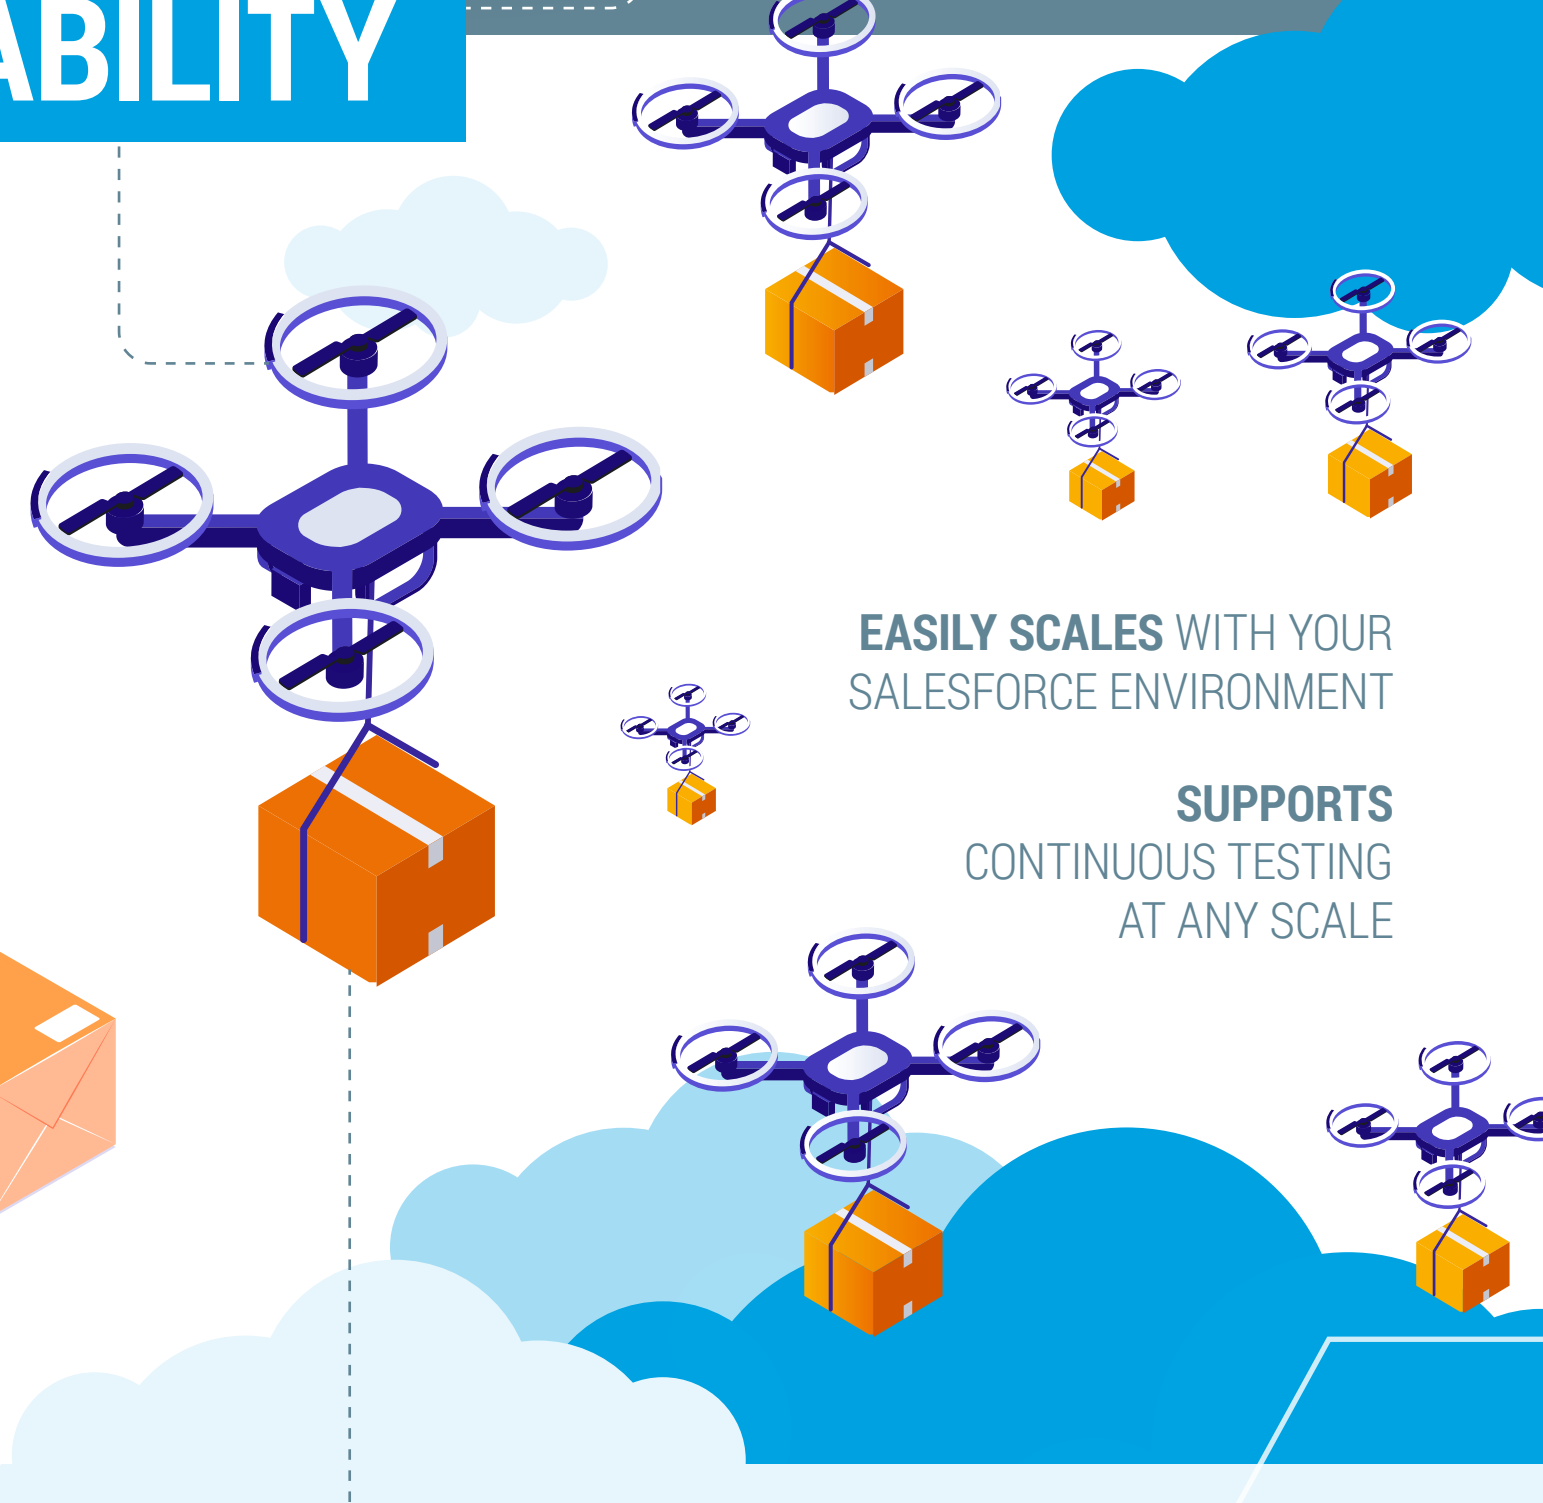 ABILITY
EASILY SCALES WITH YOUR
SALESFORCE ENVIRONMENT
SUPPORTS
CONTINUOUS TESTING
AT ANY SCALE